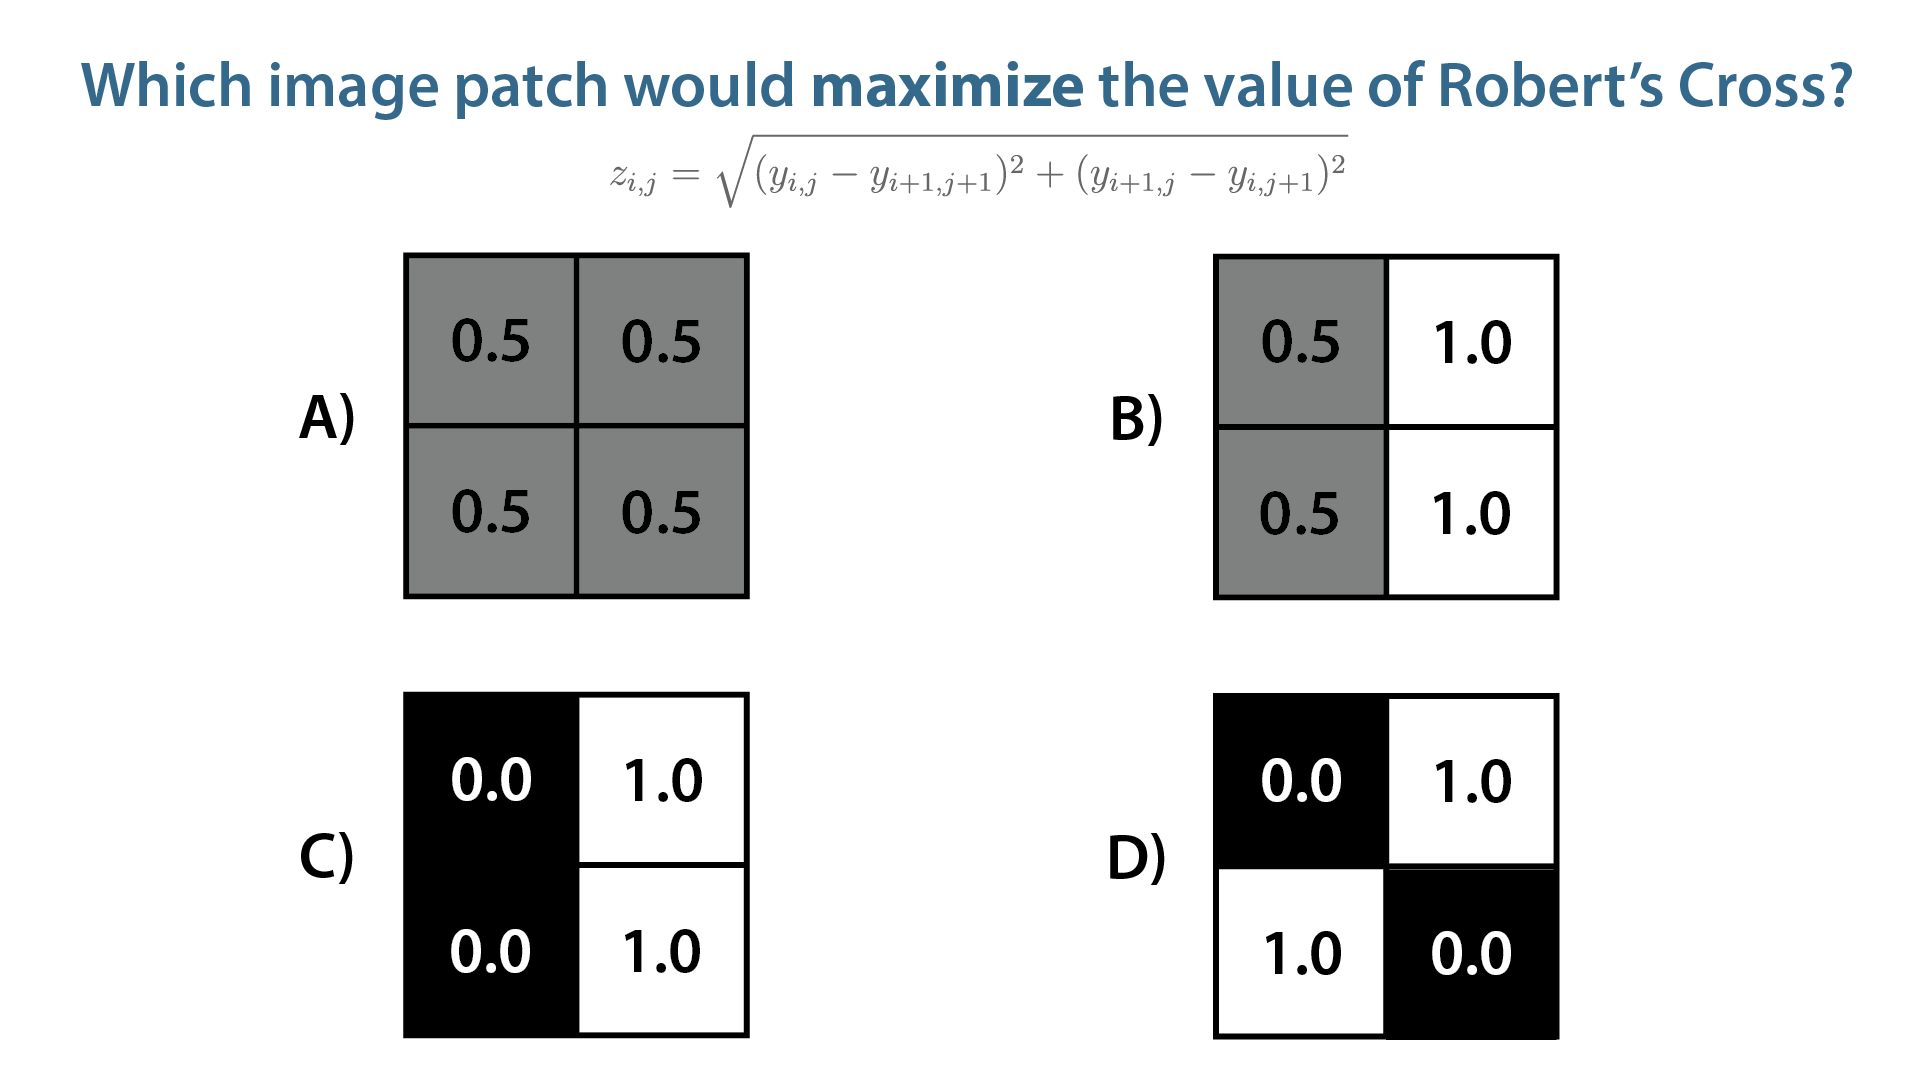 Which image patch would maximize the value of Robert’s Cross?
$z_{i,j} = \sqrt{(y_{i,j} - y_{i+1,j+1})^2 + (y_{i+1,j} - y_{i,j+1})^2}$
A)
0.5 0.5
0.5 0.5
B)
0.5 1.0
0.5 1.0
C)
0.0 1.0
0.0 1.0
D)
0.0 1.0
1.0 0.0